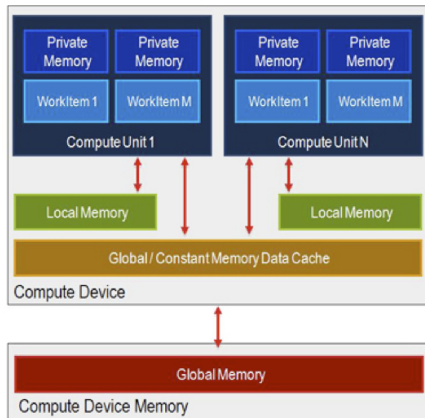 Private Memory
Private Memory
Private Memory
Private Memory
WorkItem 1
WorkItem M
WorkItem 1
WorkItem M
Compute Unit 1
Compute Unit N
Local Memory
Local Memory
Global / Constant Memory Data Cache
Compute Device
Global Memory
Compute Device Memory